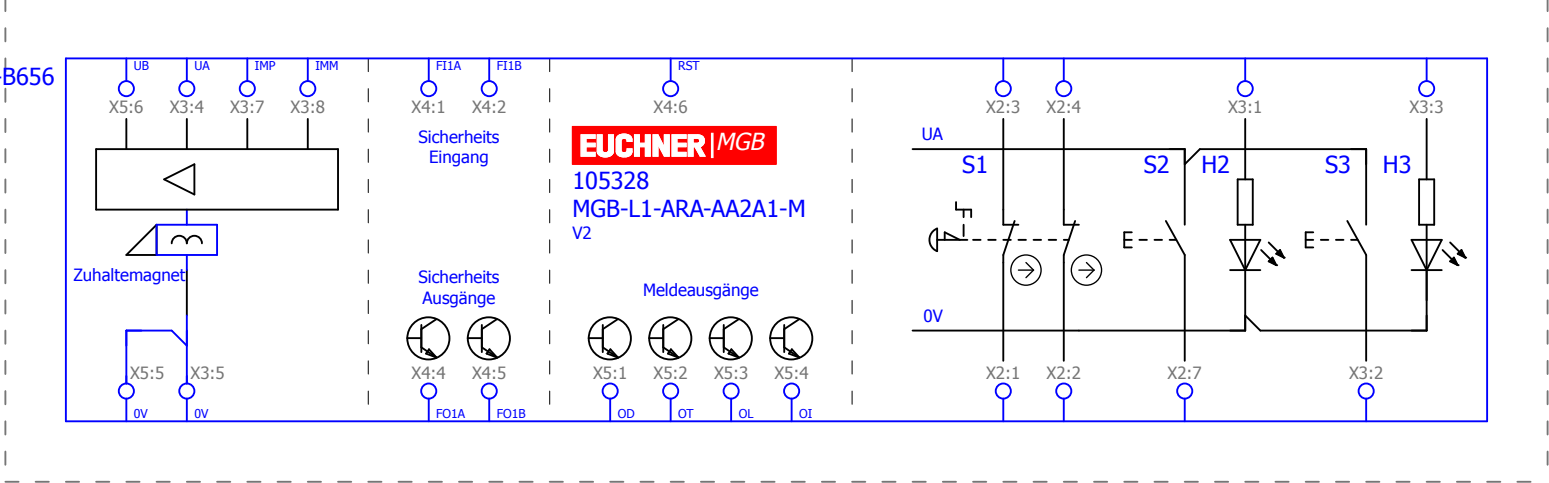 UB UA IMP IMM FI1A FI1B RST
-B656
X5:6 X3:4 X3:7 X3:8 X4:1 X4:2 X4:6 X2:3 X2:4 X3:1 X3:3
Sicherheits
Eingang
EUCHNER|MGB
105328
MGB-L1-ARA-AA2A1-M
V2
UA
S1 S2 H2 S3 H3
Zuhaltemagnet
Sicherheits
Ausgänge
Meldeausgänge
0V
X5:5 X3:5 X4:4 X4:5 X5:1 X5:2 X5:3 X5:4 X2:1 X2:2 X2:7 X3:2
0V 0V FO1A FO1B OD OT OL OI